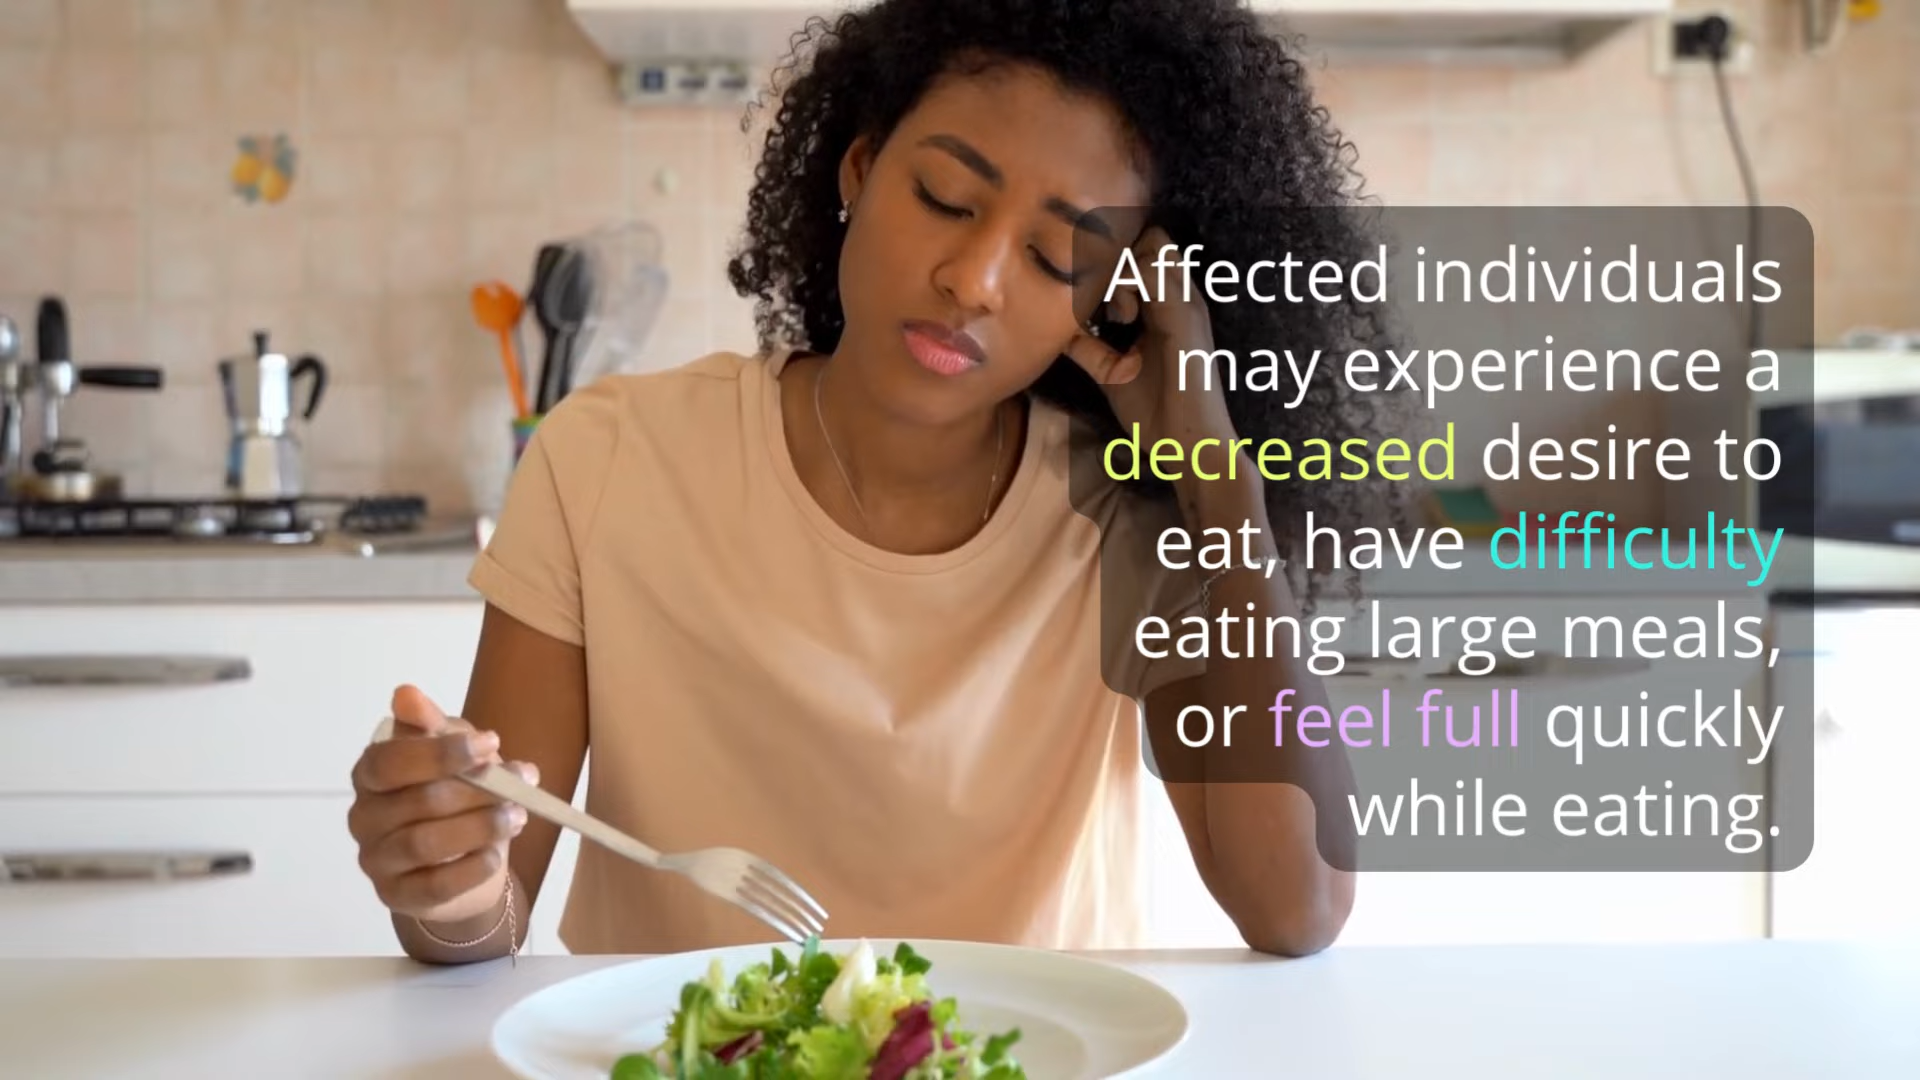 Affected individuals
may experience a
decreased desire to
eat, have difficulty
eating large meals,
or feel full quickly
while eating.